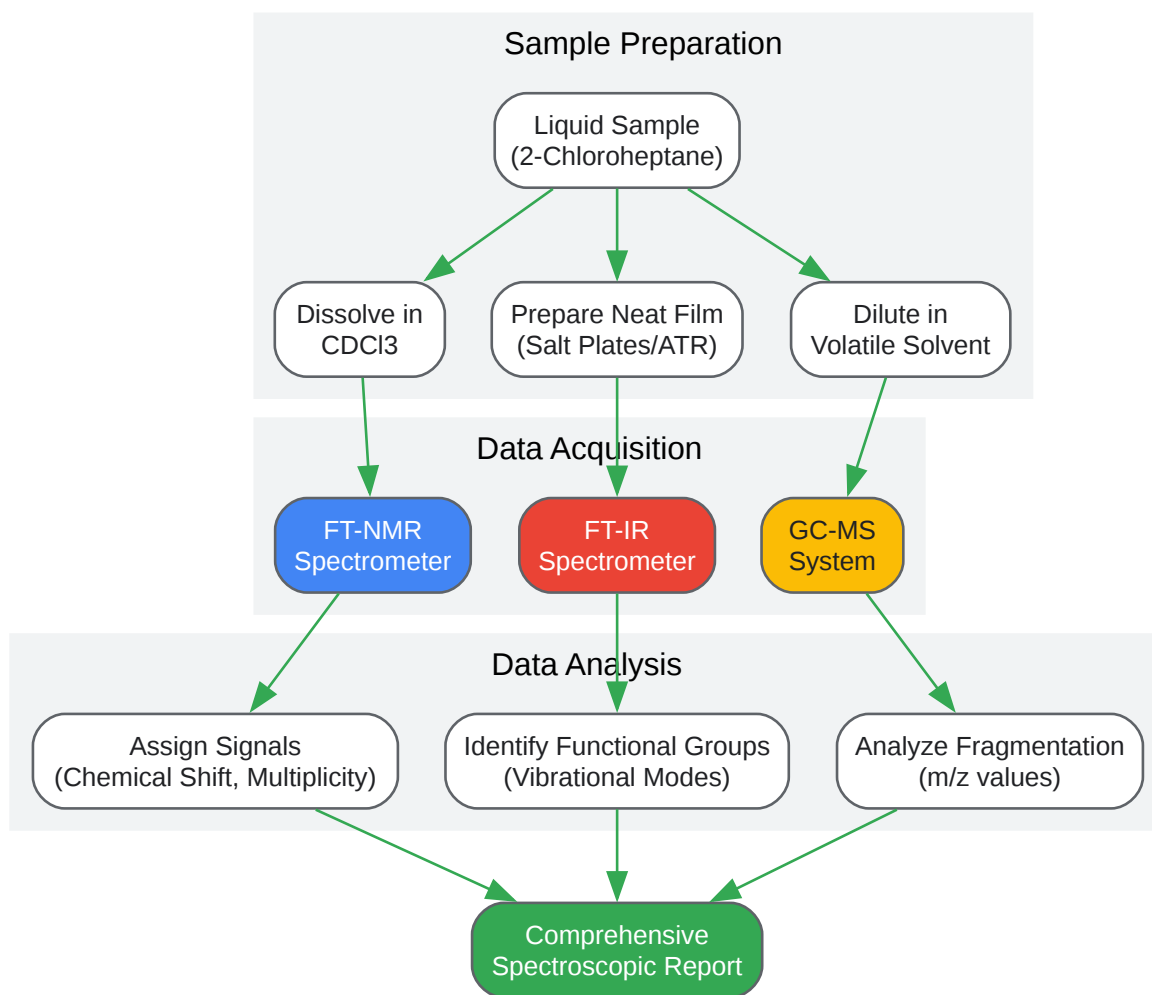 Sample Preparation
Liquid Sample
(2-Chloroheptane)
Dissolve in
CDCl3
Prepare Neat Film
(Salt Plates/ATR)
Dilute in
Volatile Solvent
Data Acquisition
FT-NMR
Spectrometer
FT-IR
Spectrometer
GC-MS
System
Data Analysis
Assign Signals
(Chemical Shift, Multiplicity)
Identify Functional Groups
(Vibrational Modes)
Analyze Fragmentation
(m/z values)
Comprehensive
Spectroscopic Report